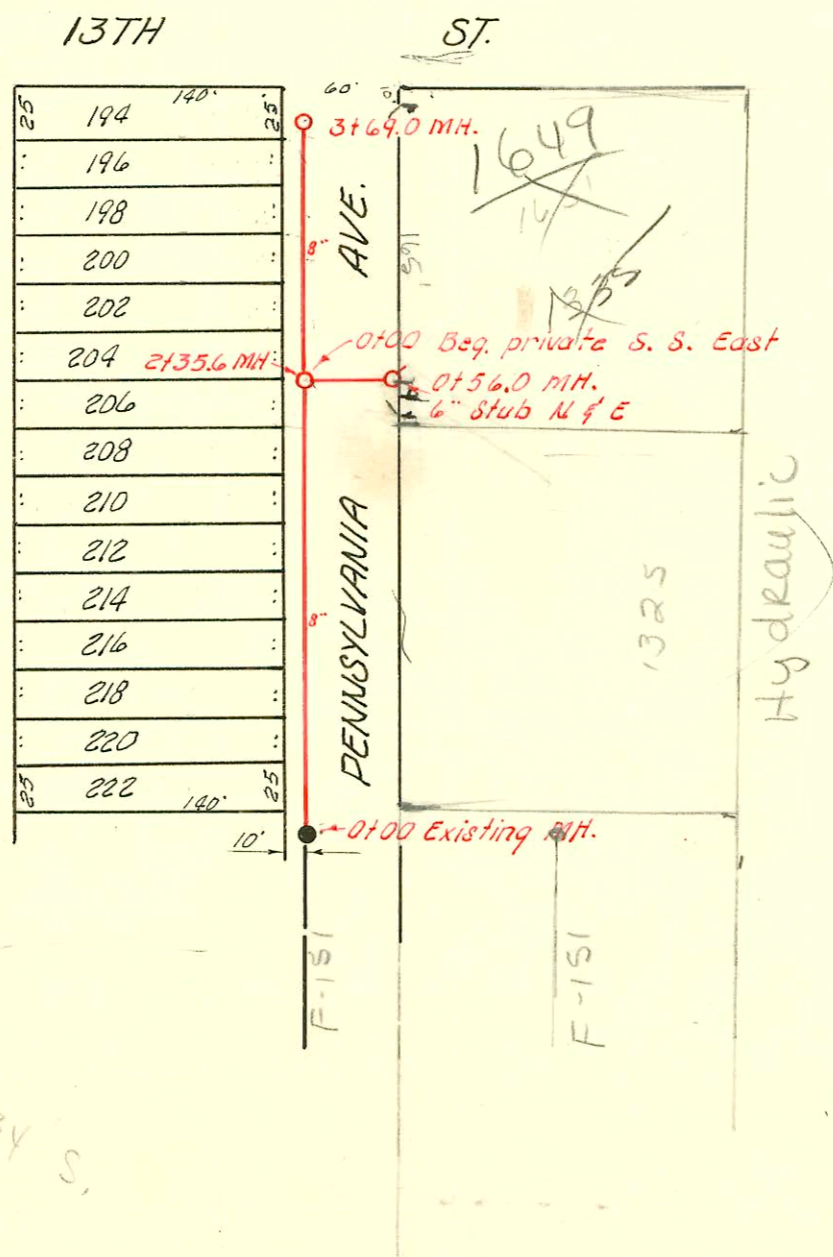 13TH ST.
25 194 140' 25' 60'
3+69.0 MH.
196
198
200
202
204
206
208
210
212
214
216
218
220
25 222 140' 25
8"
AVE.
1649
1651
1335
1651
2+35.6 MH.
0+00 Beg. private S. S. East
0+56.0 MH.
6" Stub N & E
8"
PENNSYLVANIA
1325
Hydraulic
0+00 Existing MH.
10'
F-151
F-151
S.